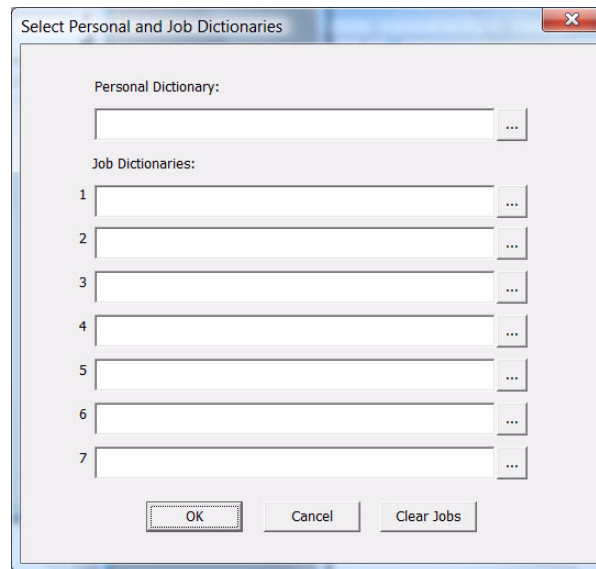 Select Personal and Job Dictionaries
Personal Dictionary:
...
Job Dictionaries:
1 ...
2 ...
3 ...
4 ...
5 ...
6 ...
7 ...
OK Cancel Clear Jobs